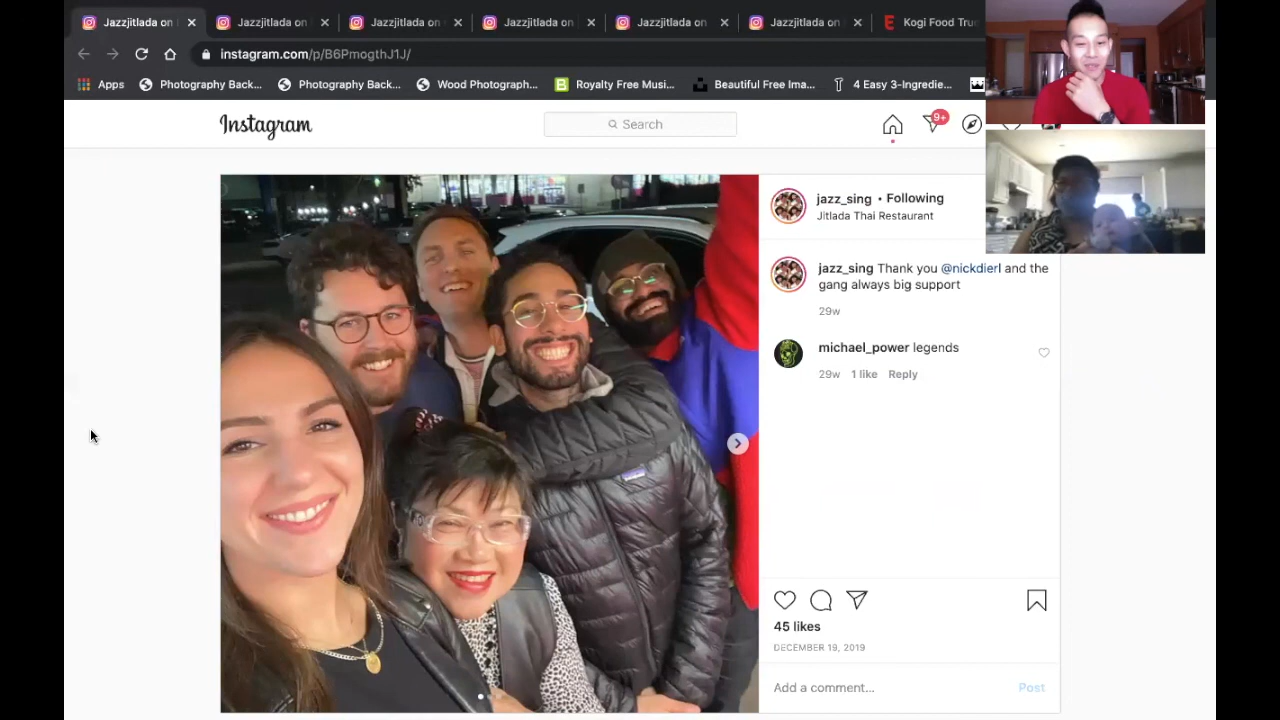 Jazzjitlada on
Jazzjitlada on
Jazzjitlada on
Jazzjitlada on
Jazzjitlada on
Jazzjitlada on
Kogi Food Tru
instagram.com/p/B6PmogthJ1J/
Apps
Photography Back...
Photography Back...
Wood Photograph...
Royalty Free Musi...
Beautiful Free Ima...
4 Easy 3-Ingredie...
Instagram
Search
9+
jazz_sing • Following
Jitlada Thai Restaurant
jazz_sing Thank you @nickdierl and the
gang always big support
29w
michael_power legends
29w 1 like Reply
45 likes
DECEMBER 19, 2019
Add a comment... Post